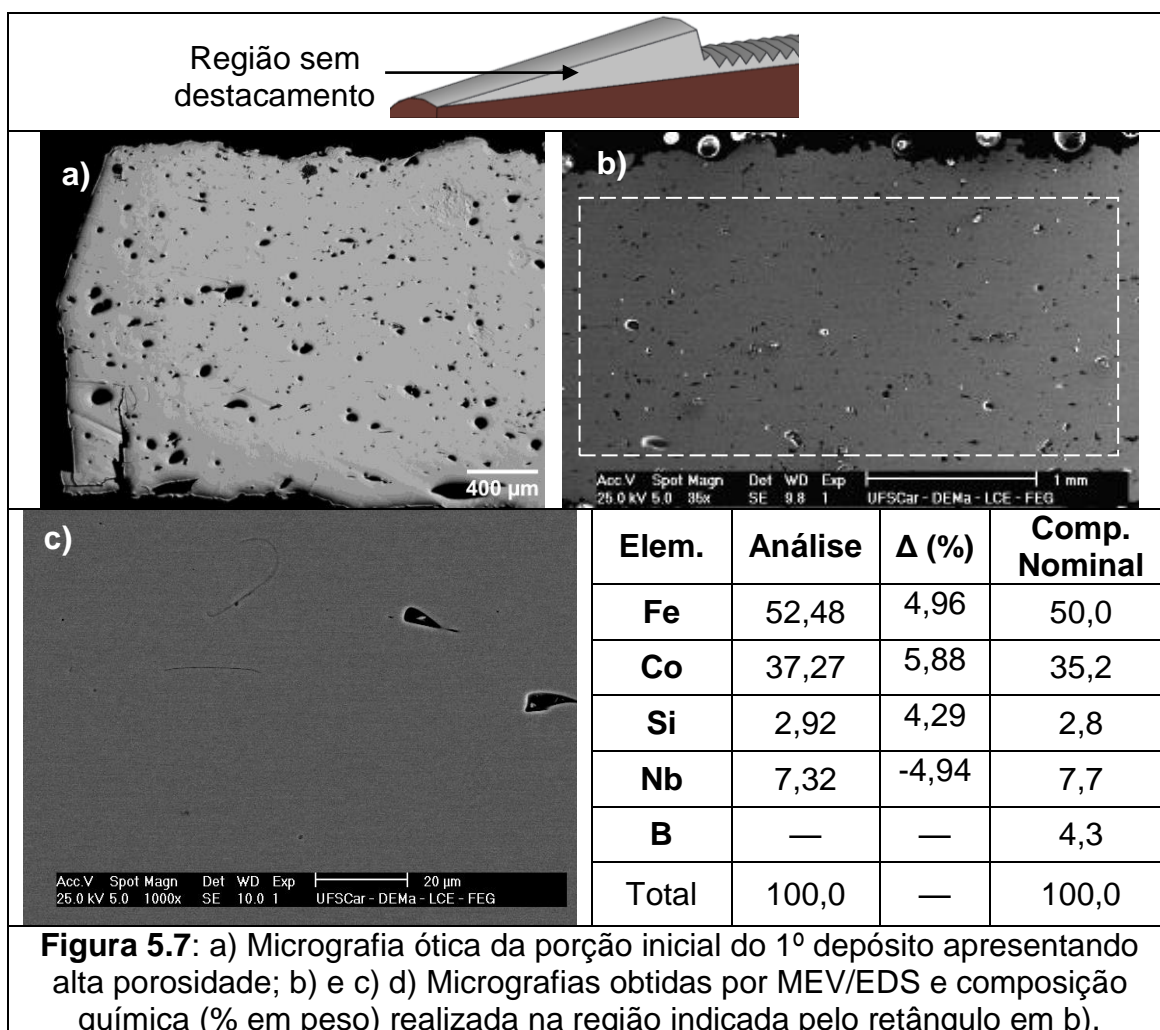 Região sem
destacamento
a)
400 µm
b)
Acc.V Spot Magn Det WD Exp 1 mm
25.0 kV 5.0 35x SE 9.8 1 UFSCar - DEMa - LCE - FEG
c)
Acc.V Spot Magn Det WD Exp 20 µm
25.0 kV 5.0 1000x SE 10.0 1 UFSCar - DEMa - LCE - FEG
Elem. Análise Δ (%) Comp. Nominal
Fe 52,48 4,96 50,0
Co 37,27 5,88 35,2
Si 2,92 4,29 2,8
Nb 7,32 -4,94 7,7
B — — 4,3
Total 100,0 — 100,0
Figura 5.7: a) Micrografia ótica da porção inicial do 1º depósito apresentando
alta porosidade; b) e c) d) Micrografias obtidas por MEV/EDS e composição
química (% em peso) realizada na região indicada pelo retângulo em b).